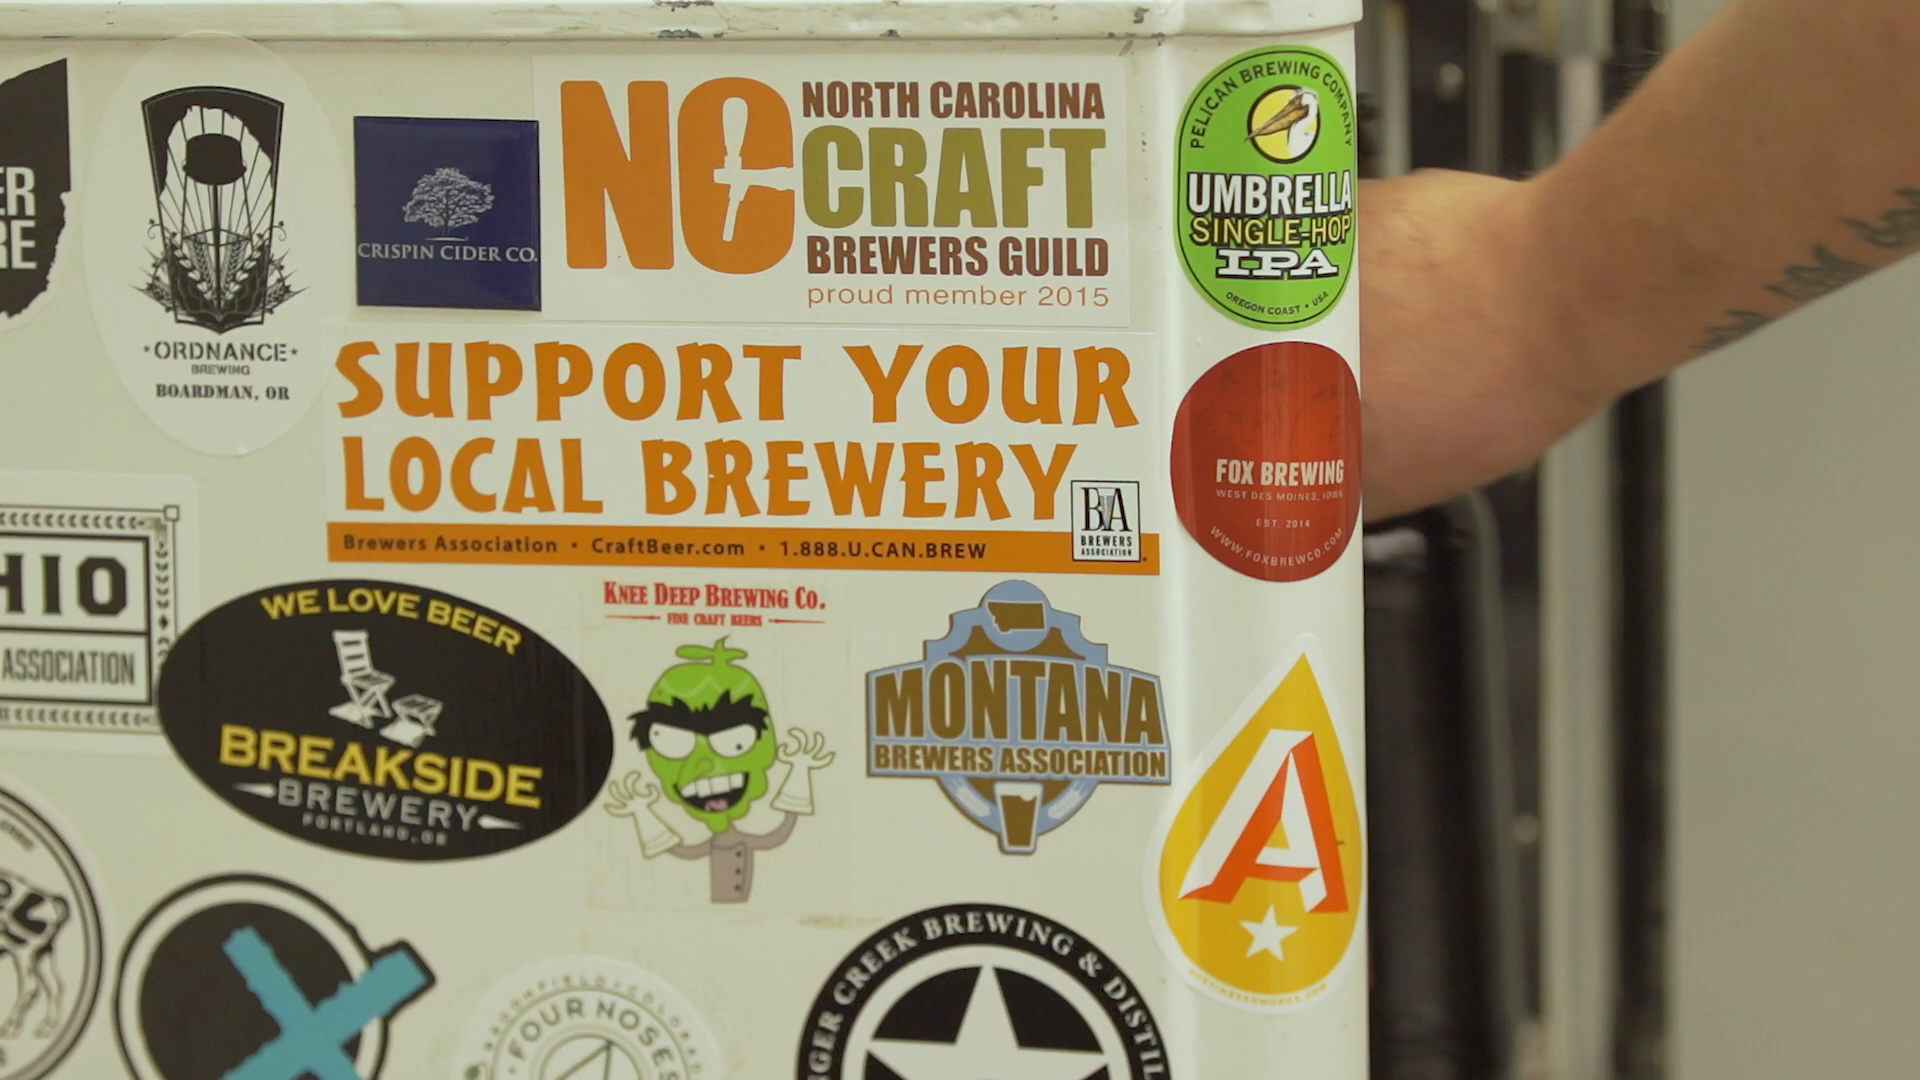 ER
RE
ORDNANCE
BREWING
BOARDMAN, OR
CRISPIN CIDER CO.
NC
NORTH CAROLINA
CRAFT
BREWERS GUILD
proud member 2015
PELICAN BREWING COMPANY
UMBRELLA
SINGLE-HOP
IPA
OREGON COAST • USA
SUPPORT YOUR
LOCAL BREWERY
Brewers Association • CraftBeer.com • 1.888.U.CAN.BREW
BA
BREWERS
ASSOCIATION
FOX BREWING
WEST DES MOINES, IOWA
EST. 2014
WWW.FOXBREWCO.COM
HIO
ASSOCIATION
WE LOVE BEER
BREAKSIDE
BREWERY
PORTLAND, OR
KNEE DEEP BREWING CO.
FINE CRAFT BEERS
MONTANA
BREWERS ASSOCIATION
A
FOUR NOSES
GGER CREEK BREWING & DISTIL